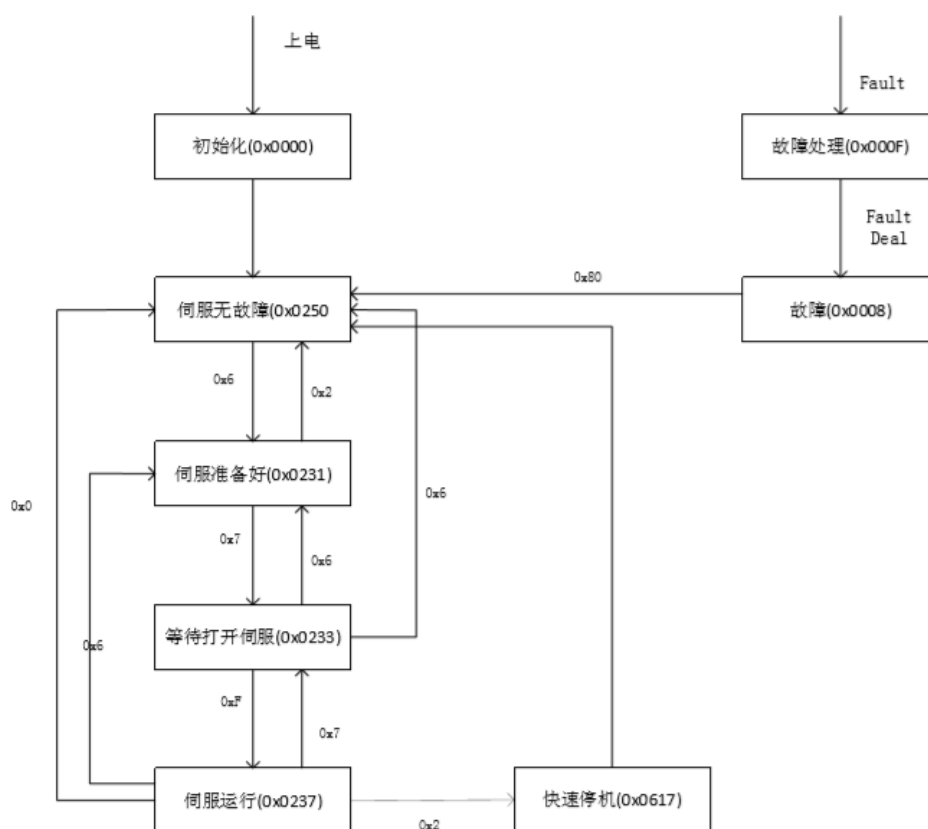 上电
Fault
初始化(0x0000)
故障处理(0x000F)
Fault
Deal
0x80
伺服无故障(0x0250
故障(0x0008)
0x6
0x2
伺服准备好(0x0231)
0x0
0x6
0x7
0x6
等待打开伺服(0x0233)
0x6
0xF
0x7
伺服运行(0x0237)
快速停机(0x0617)
0x2